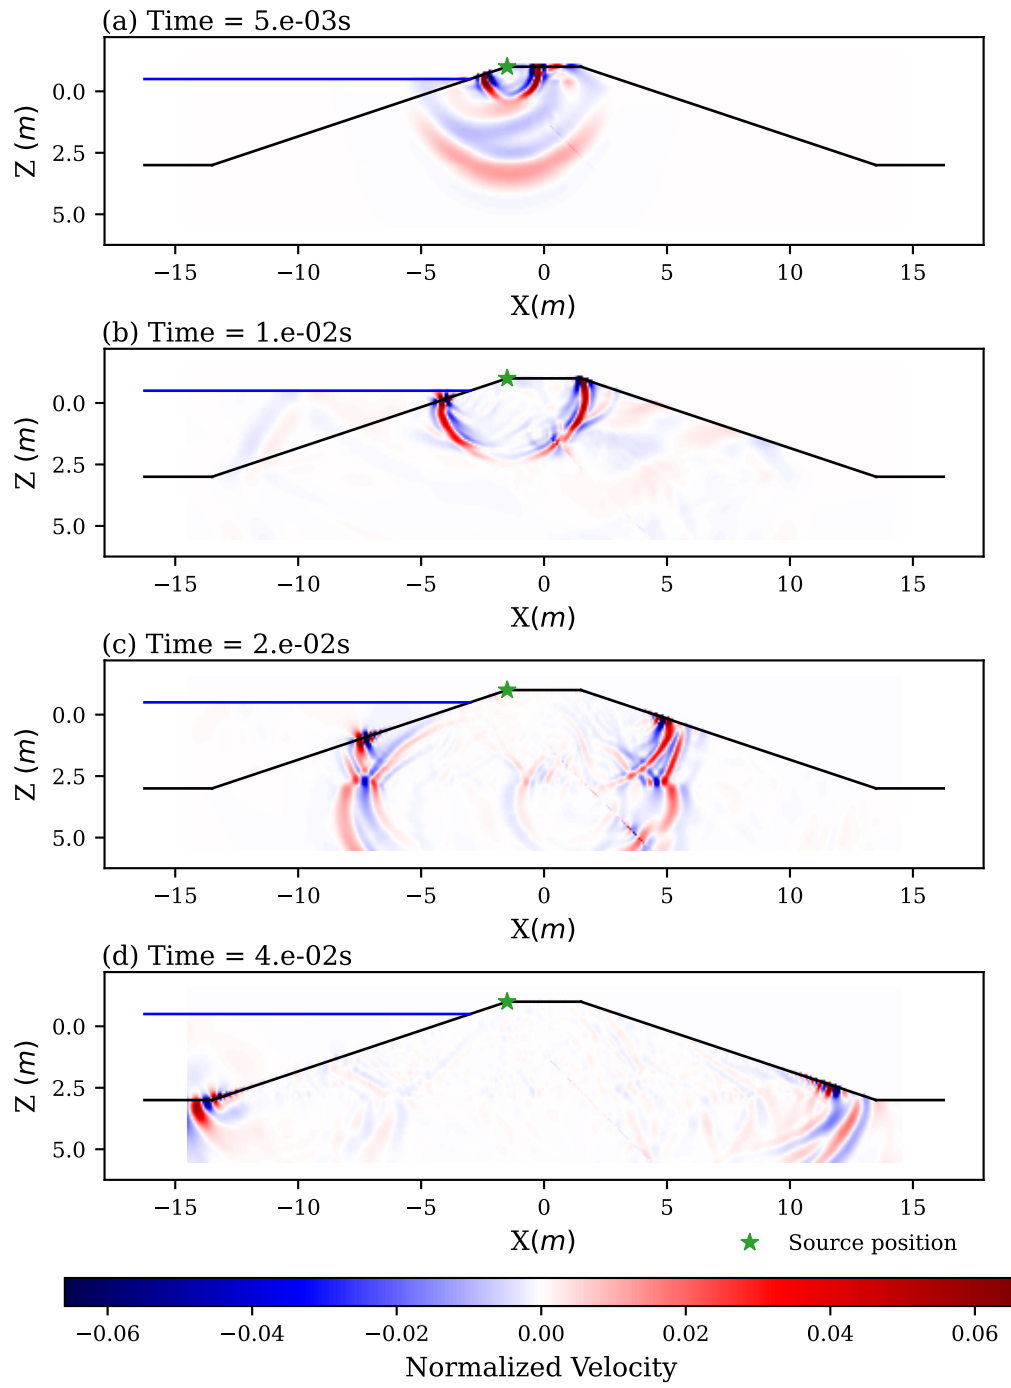 (a) Time = 5.e-03s
Z (m)
0.0
2.5
5.0
−15 −10 −5 0 5 10 15
X(m)
(b) Time = 1.e-02s
Z (m)
0.0
2.5
5.0
−15 −10 −5 0 5 10 15
X(m)
(c) Time = 2.e-02s
Z (m)
0.0
2.5
5.0
−15 −10 −5 0 5 10 15
X(m)
(d) Time = 4.e-02s
Z (m)
0.0
2.5
5.0
−15 −10 −5 0 5 10 15
X(m)
Source position
−0.06 −0.04 −0.02 0.00 0.02 0.04 0.06
Normalized Velocity